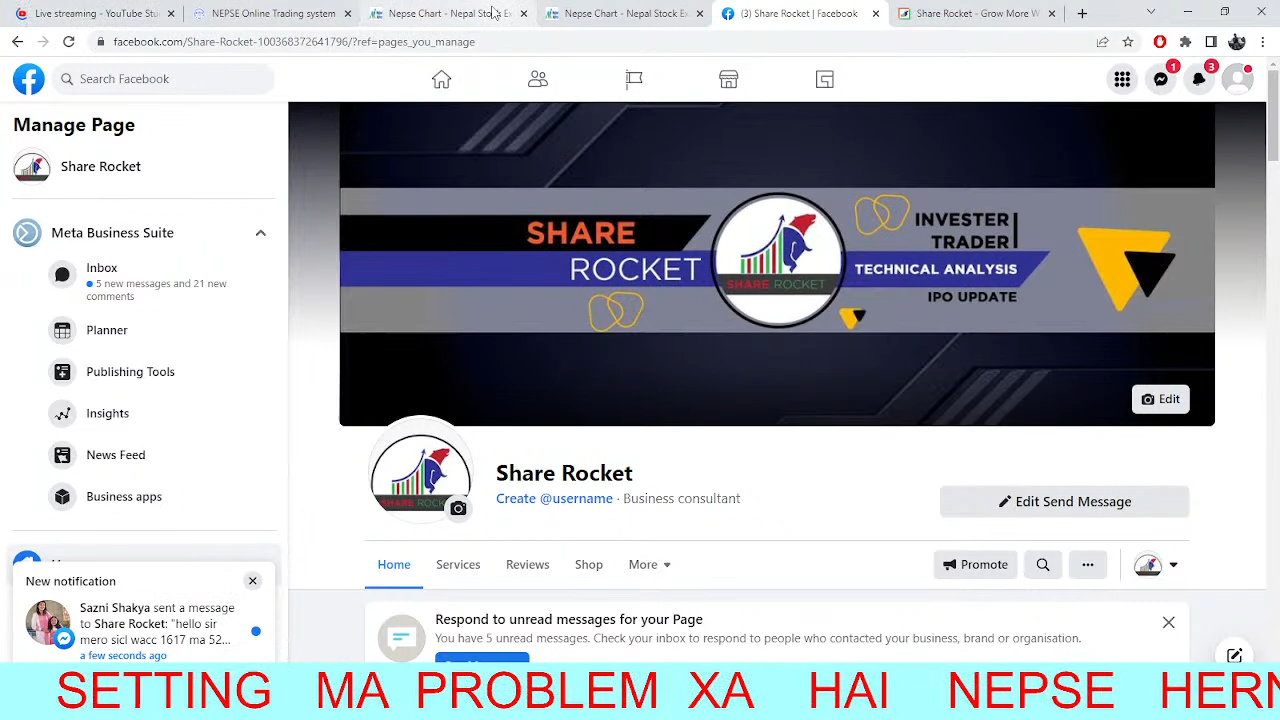 Live streaming - YouTube Stu
NEPSE Online Trading system
Nepse Chart - Nepal Stock E
Nepse Chart - Nepal Stock Exc
(3) Share Rocket | Facebook
Share Rocket - Grow More W
facebook.com/Share-Rocket-100368372641796/?ref=pages_you_manage
Search Facebook
1
3
Manage Page
Share Rocket
Meta Business Suite
Inbox
5 new messages and 21 new
comments
Planner
Publishing Tools
Insights
News Feed
Business apps
New notification
Sazni Shakya sent a message
to Share Rocket: "hello sir
mero sicl wacc 1617 ma 52...
a few seconds ago
SHARE
ROCKET
SHARE ROCKET
INVESTER
TRADER
TECHNICAL ANALYSIS
IPO UPDATE
Edit
Share Rocket
Create @username · Business consultant
Edit Send Message
Home
Services
Reviews
Shop
More
Promote
Respond to unread messages for your Page
You have 5 unread messages. Check your inbox to respond to people who contacted your business, brand or organisation.
SETTING MA PROBLEM XA HAI NEPSE HERN